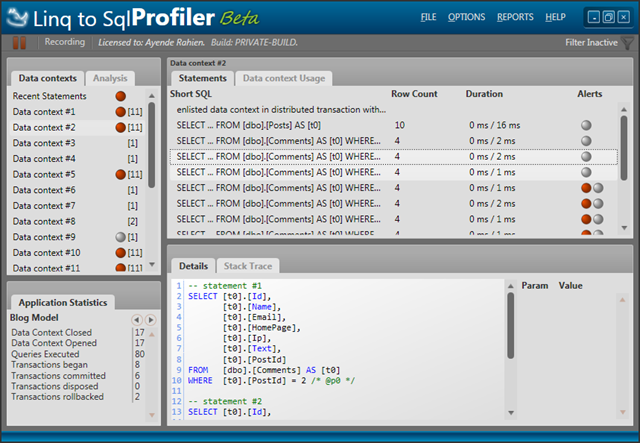 Linq to SqlProfiler Beta
FILE OPTIONS REPORTS HELP
Recording Licensed to: Ayende Rahien. Build: PRIVATE-BUILD. Filter Inactive
Data contexts Analysis
Recent Statements
Data context #1 [11]
Data context #2 [11]
Data context #3 [1]
Data context #4 [1]
Data context #5 [11]
Data context #6 [1]
Data context #7 [1]
Data context #8 [2]
Data context #9 [1]
Data context #10 [11]
Data context #11 [11]
Application Statistics
Blog Model
Data Context Closed 17
Data Context Opened 17
Queries Executed 80
Transactions began 8
Transactions committed 6
Transactions disposed 0
Transactions rollbacked 2
Data context #2
Statements Data context Usage
Short SQL Row Count Duration Alerts
enlisted data context in distributed transaction with...
SELECT ... FROM [dbo].[Posts] AS [t0] 10 0 ms / 16 ms
SELECT ... FROM [dbo].[Comments] AS [t0] WHERE... 4 0 ms / 2 ms
SELECT ... FROM [dbo].[Comments] AS [t0] WHERE... 4 0 ms / 2 ms
SELECT ... FROM [dbo].[Comments] AS [t0] WHERE... 4 0 ms / 1 ms
SELECT ... FROM [dbo].[Comments] AS [t0] WHERE... 4 0 ms / 1 ms
SELECT ... FROM [dbo].[Comments] AS [t0] WHERE... 4 0 ms / 2 ms
SELECT ... FROM [dbo].[Comments] AS [t0] WHERE... 4 0 ms / 1 ms
Details Stack Trace
1 -- statement #1
2 SELECT [t0].[Id],
3 [t0].[Name],
4 [t0].[Email],
5 [t0].[HomePage],
6 [t0].[Ip],
7 [t0].[Text],
8 [t0].[PostId]
9 FROM [dbo].[Comments] AS [t0]
10 WHERE [t0].[PostId] = 2 /* @p0 */
11
12 -- statement #2
13 SELECT [t0].[Id],
Param Value